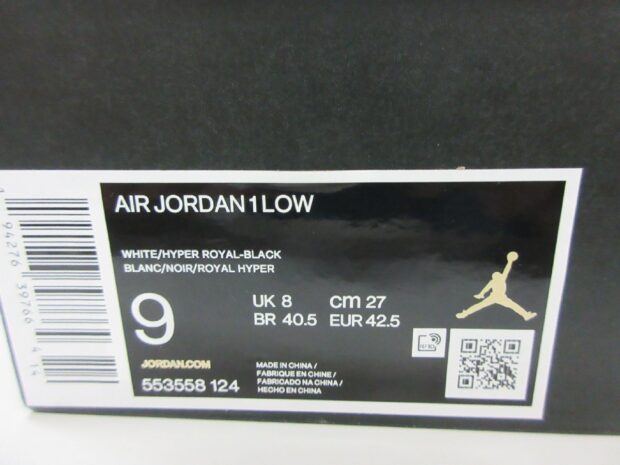 AIR JORDAN 1 LOW
WHITE/HYPER ROYAL-BLACK
BLANC/NOIR/ROYAL HYPER
9
UK 8 cm 27
BR 40.5 EUR 42.5
JORDAN.COM
553558 124
MADE IN CHINA /
FABRIQUE EN CHINE /
FABRICADO NA CHINA /
HECHO EN CHINA